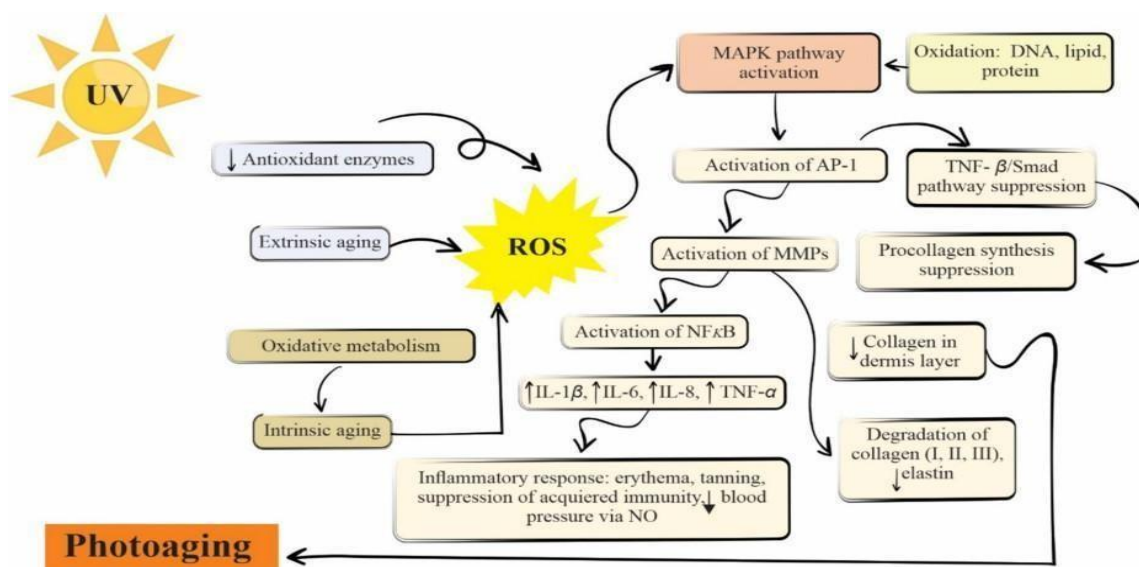 UV
MAPK pathway
activation
Oxidation: DNA, lipid,
protein
↓ Antioxidant enzymes
Activation of AP-1
TNF- β/Smad
pathway suppression
Extrinsic aging
ROS
Activation of MMPs
Procollagen synthesis
suppression
Oxidative metabolism
Activation of NFκB
↓ Collagen in
dermis layer
↑IL-1β, ↑IL-6, ↑IL-8, ↑ TNF-α
Intrinsic aging
Degradation of
collagen (I, II, III),
↓ elastin
Inflammatory response: erythema, tanning,
suppression of acquiered immunity,↓ blood
pressure via NO
Photoaging